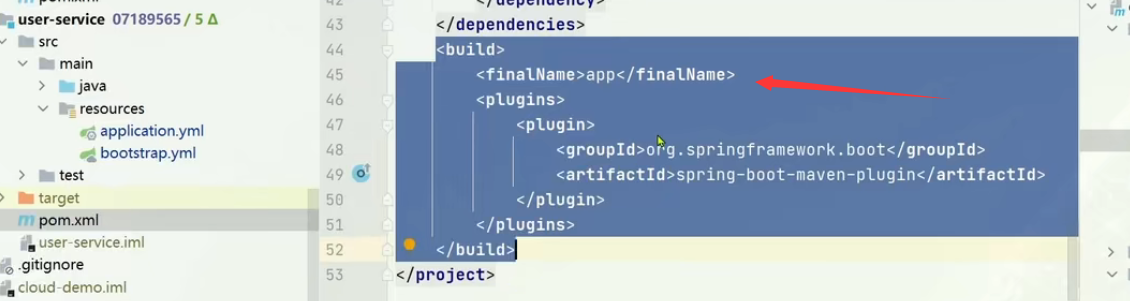 user-service 07189565 / 5 Δ
src
main
java
resources
application.yml
bootstrap.yml
test
target
pom.xml
user-service.iml
.gitignore
cloud-demo.iml
42 </dependency>
43 </dependencies>
44 <build>
45 <finalName>app</finalName>
46 <plugins>
47 <plugin>
48 <groupId>org.springframework.boot</groupId>
49 <artifactId>spring-boot-maven-plugin</artifactId>
50 </plugin>
51 </plugins>
52 </build>
53 </project>